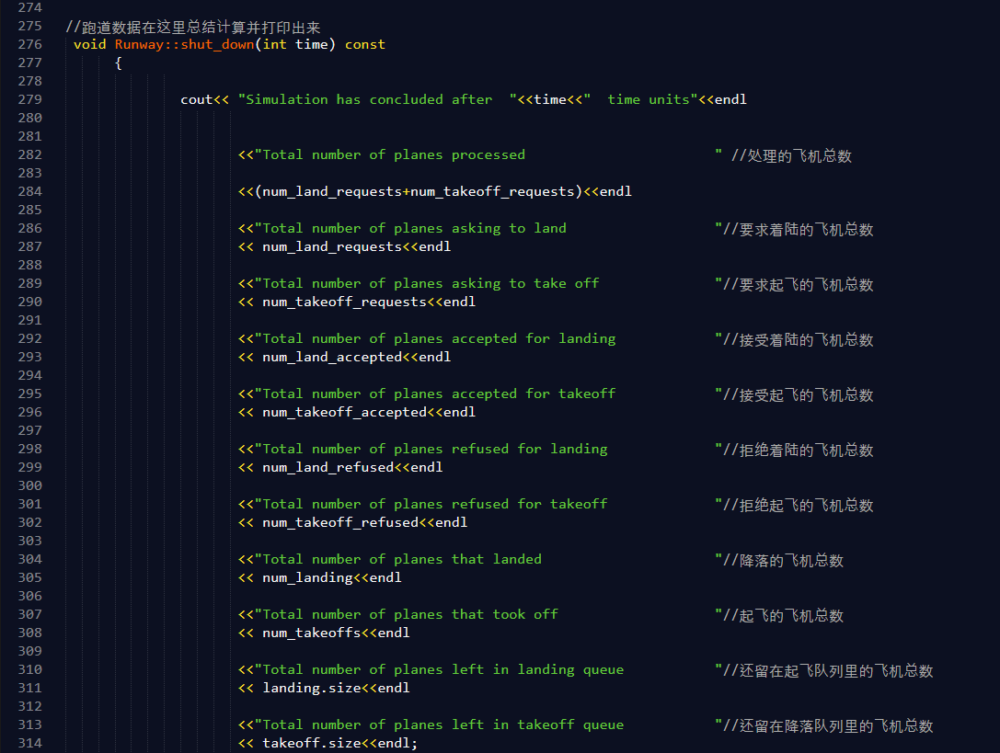 274
275 //跑道数据在这里总结计算并打印出来
276 void Runway::shut_down(int time) const
277 {
278
279 cout<< "Simulation has concluded after  "<<time<<"  time units"<<endl
280
281
282 <<"Total number of planes processed                       " //处理的飞机总数
283
284 <<(num_land_requests+num_takeoff_requests)<<endl
285
286 <<"Total number of planes asking to land                  "//要求着陆的飞机总数
287 << num_land_requests<<endl
288
289 <<"Total number of planes asking to take off              "//要求起飞的飞机总数
290 << num_takeoff_requests<<endl
291
292 <<"Total number of planes accepted for landing            "//接受着陆的飞机总数
293 << num_land_accepted<<endl
294
295 <<"Total number of planes accepted for takeoff            "//接受起飞的飞机总数
296 << num_takeoff_accepted<<endl
297
298 <<"Total number of planes refused for landing             "//拒绝着陆的飞机总数
299 << num_land_refused<<endl
300
301 <<"Total number of planes refused for takeoff             "//拒绝起飞的飞机总数
302 << num_takeoff_refused<<endl
303
304 <<"Total number of planes that landed                     "//降落的飞机总数
305 << num_landing<<endl
306
307 <<"Total number of planes that took off                   "//起飞的飞机总数
308 << num_takeoffs<<endl
309
310 <<"Total number of planes left in landing queue           "//还留在起飞队列里的飞机总数
311 << landing.size<<endl
312
313 <<"Total number of planes left in takeoff queue           "//还留在降落队列里的飞机总数
314 << takeoff.size<<endl;